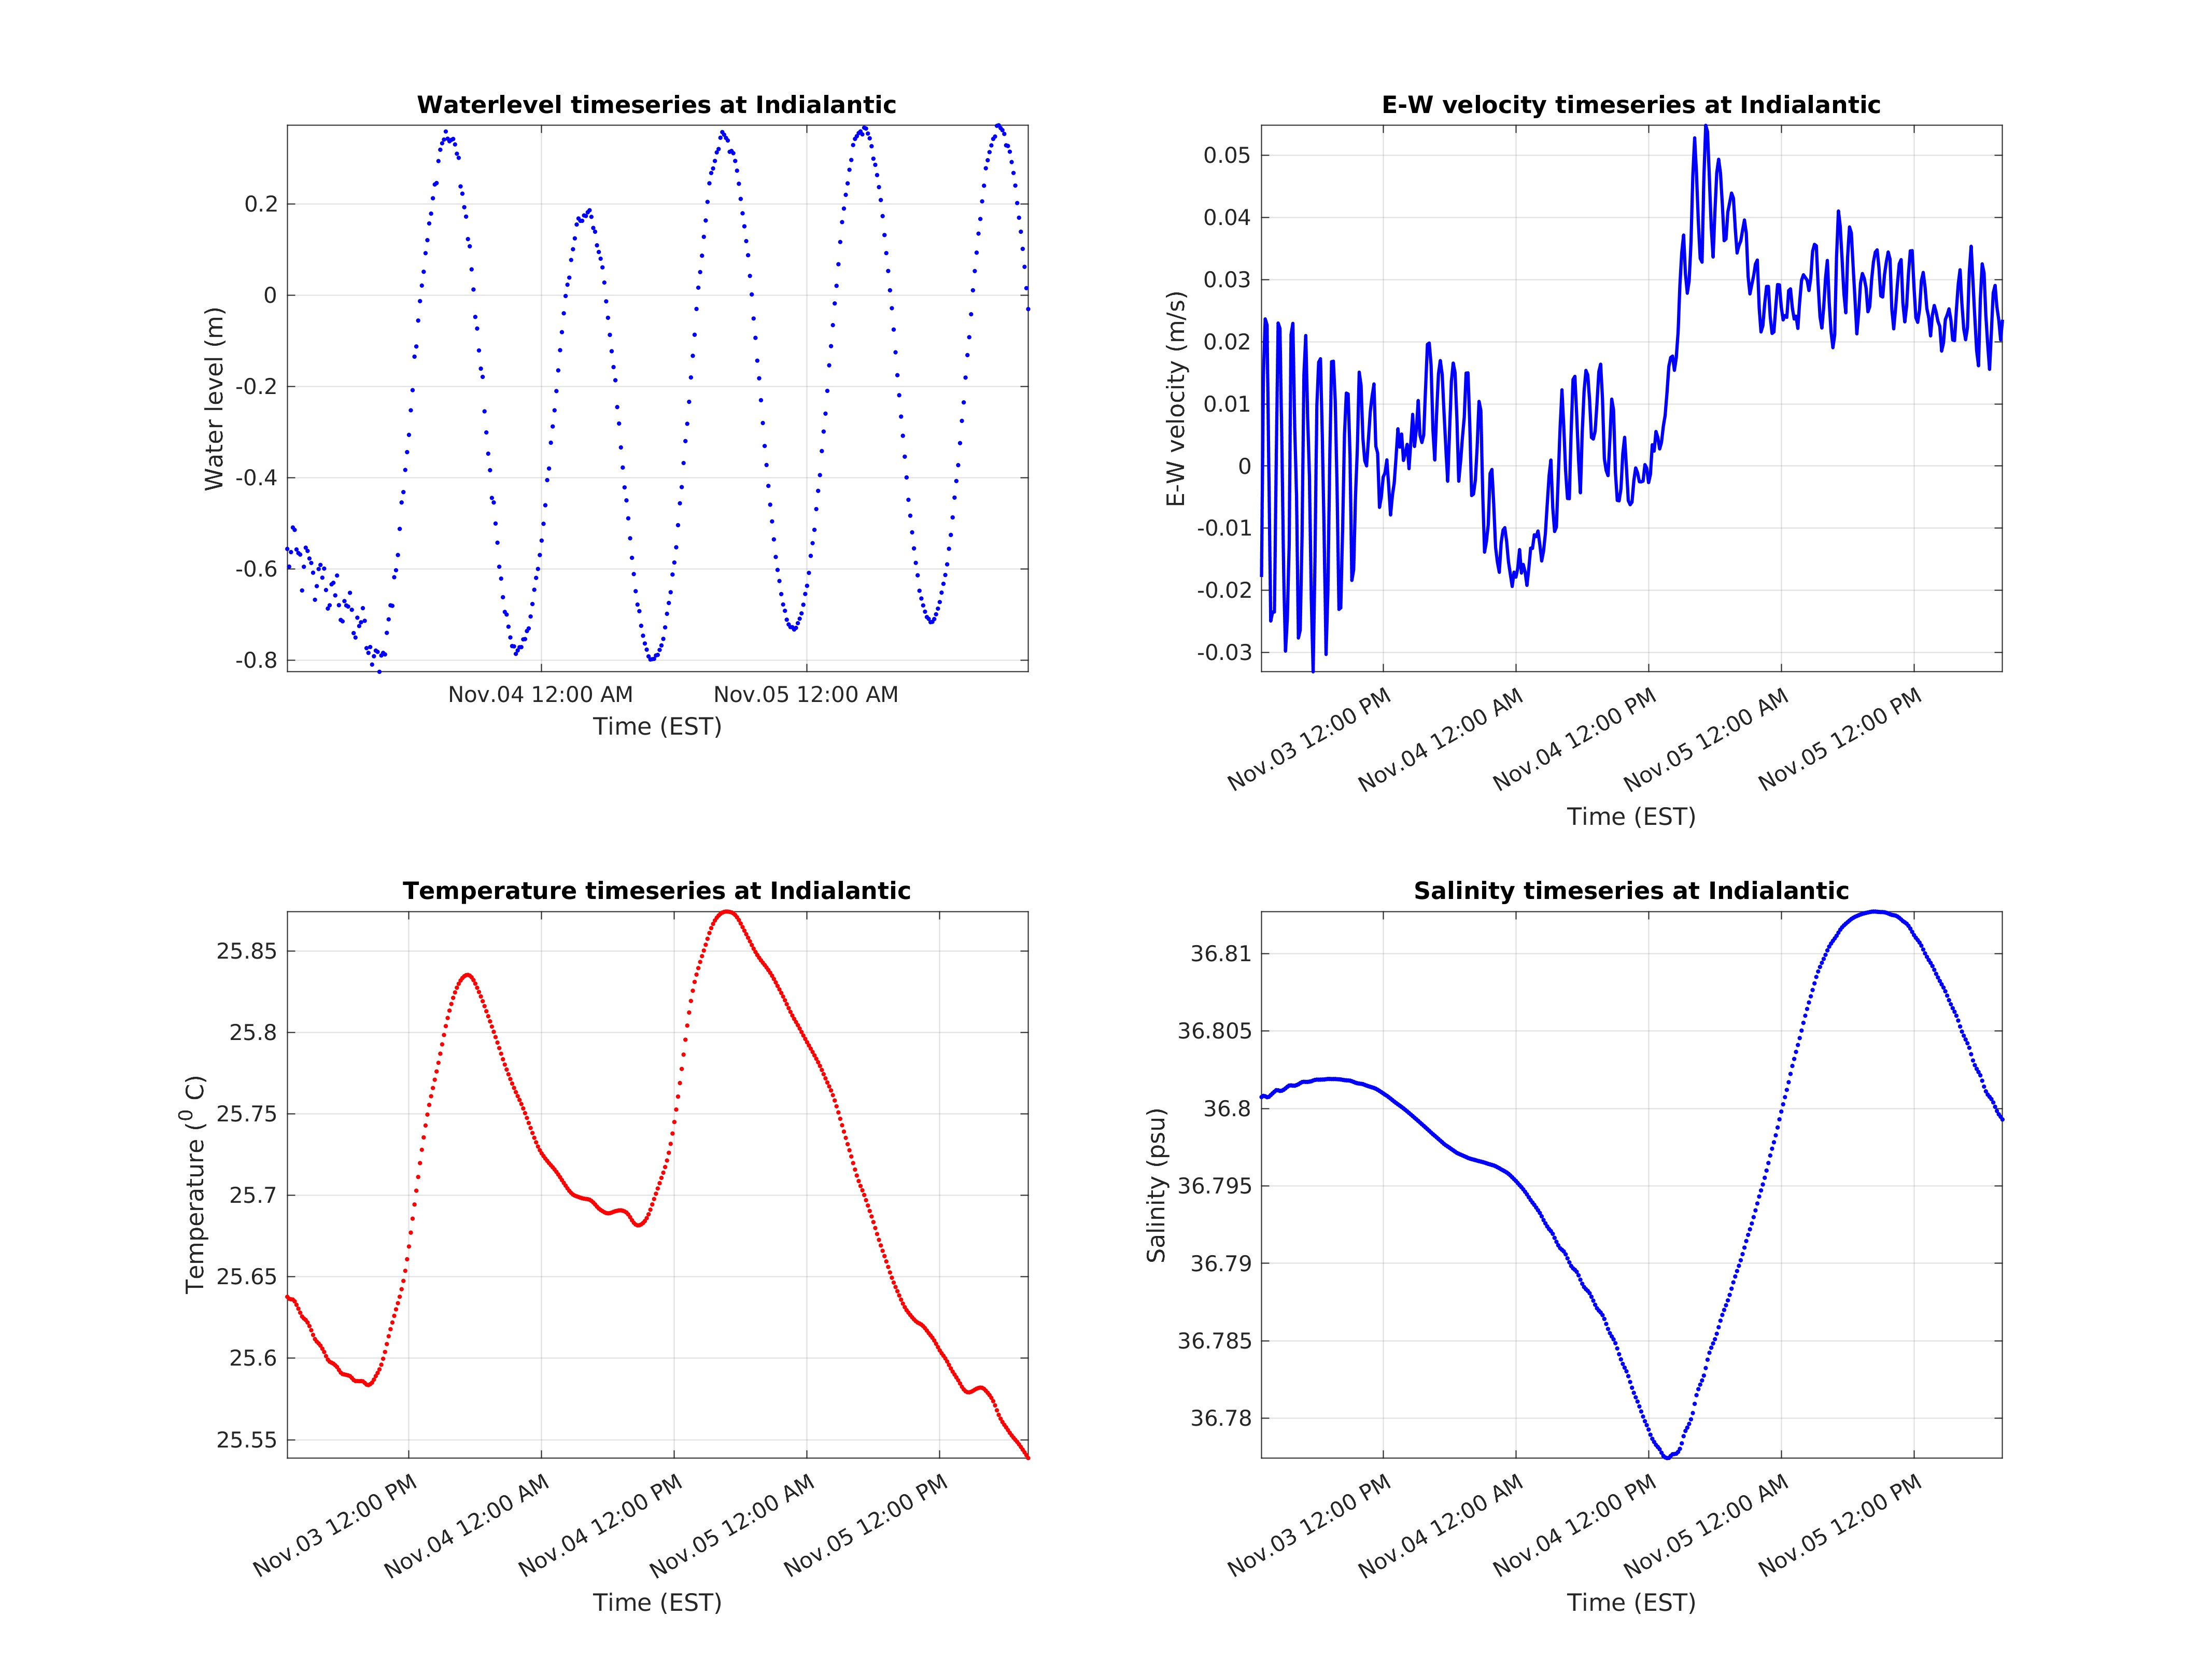 Waterlevel timeseries at Indialantic
0.2
0
-0.2
-0.4
-0.6
-0.8
Water level (m)
Nov.04 12:00 AM
Nov.05 12:00 AM
Time (EST)
E-W velocity timeseries at Indialantic
0.05
0.04
0.03
0.02
0.01
0
-0.01
-0.02
-0.03
E-W velocity (m/s)
Nov.03 12:00 PM
Nov.04 12:00 AM
Nov.04 12:00 PM
Nov.05 12:00 AM
Nov.05 12:00 PM
Time (EST)
Temperature timeseries at Indialantic
25.85
25.8
25.75
25.7
25.65
25.6
25.55
Temperature (⁰ C)
Nov.03 12:00 PM
Nov.04 12:00 AM
Nov.04 12:00 PM
Nov.05 12:00 AM
Nov.05 12:00 PM
Time (EST)
Salinity timeseries at Indialantic
36.81
36.805
36.8
36.795
36.79
36.785
36.78
Salinity (psu)
Nov.03 12:00 PM
Nov.04 12:00 AM
Nov.04 12:00 PM
Nov.05 12:00 AM
Nov.05 12:00 PM
Time (EST)